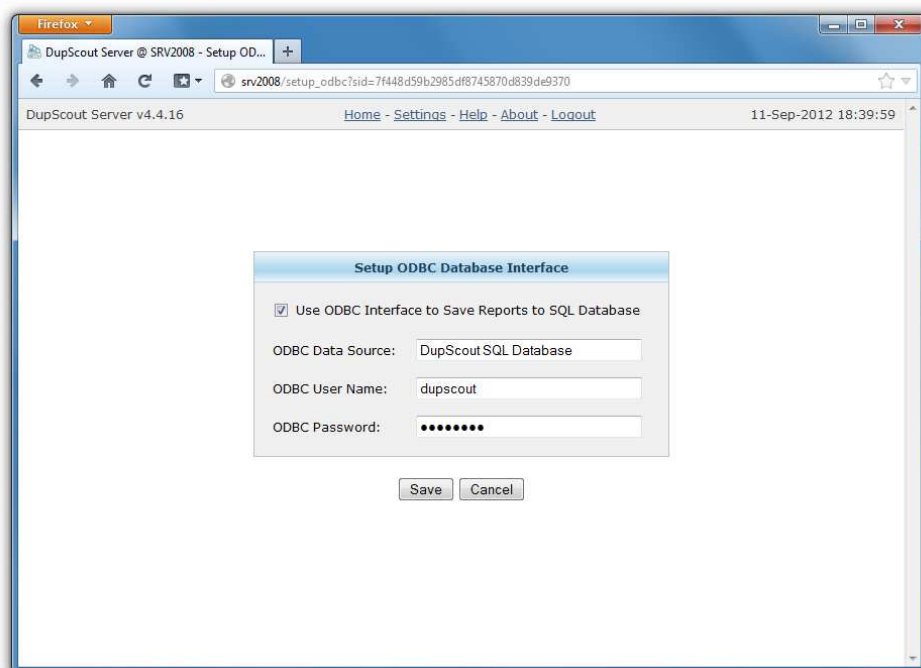 Firefox
DupScout Server @ SRV2008 - Setup OD...
srv2008/setup_odbc?sid=7f448d59b2985df8745870d839de9370
DupScout Server v4.4.16 Home - Settings - Help - About - Logout 11-Sep-2012 18:39:59
Setup ODBC Database Interface
Use ODBC Interface to Save Reports to SQL Database
ODBC Data Source: DupScout SQL Database
ODBC User Name: dupscout
ODBC Password: ●●●●●●●●
Save Cancel